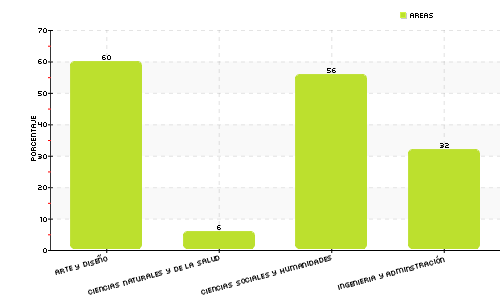 AREAS
70
60
50
40
30
20
10
0
PORCENTAJE
60
6
56
32
ARTE Y DISEÑO
CIENCIAS NATURALES Y DE LA SALUD
CIENCIAS SOCIALES Y HUMANIDADES
INGENIERIA Y ADMINSTRACIÓN